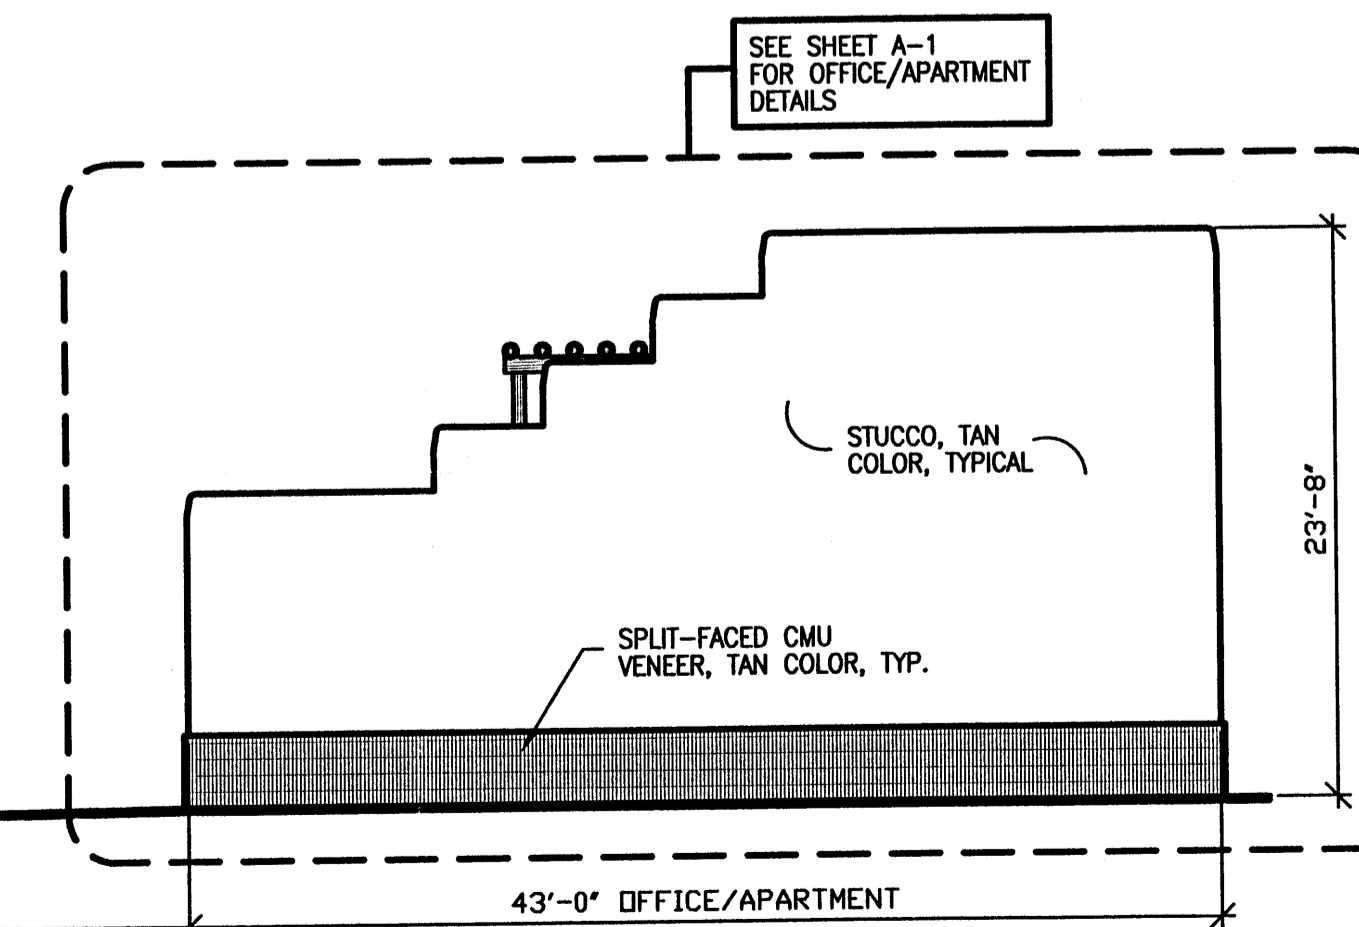 SEE SHEET A-1
FOR OFFICE/APARTMENT
DETAILS
STUCCO, TAN
COLOR, TYPICAL
23'-8"
SPLIT-FACED CMU
VENEER, TAN COLOR, TYP.
43'-0" OFFICE/APARTMENT